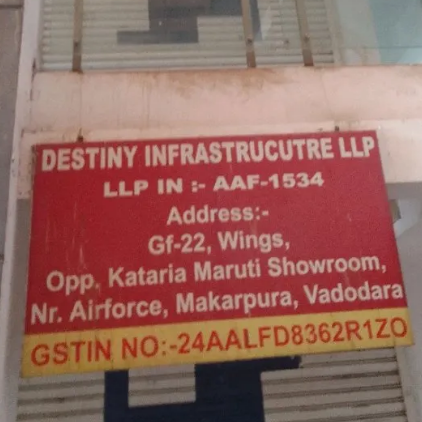 DESTINY INFRASTRUCUTRE LLP
LLP IN :- AAF-1534
Address:-
Gf-22, Wings,
Opp. Kataria Maruti Showroom,
Nr. Airforce, Makarpura, Vadodara
GSTIN NO:-24AALFD8362R1ZO